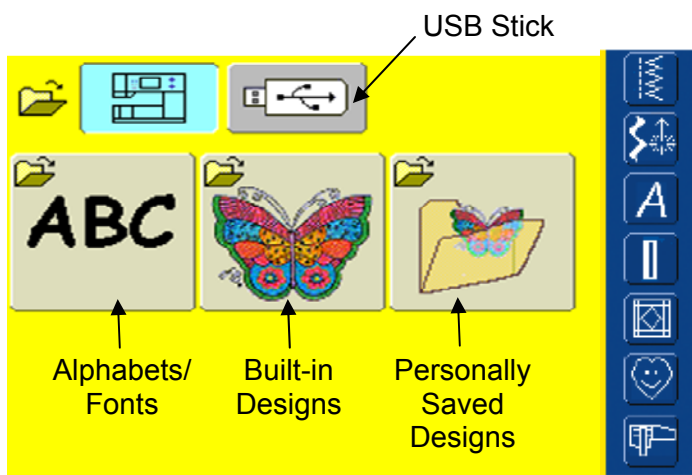 USB Stick
ABC
A
Alphabets/
Fonts
Built-in
Designs
Personally
Saved
Designs